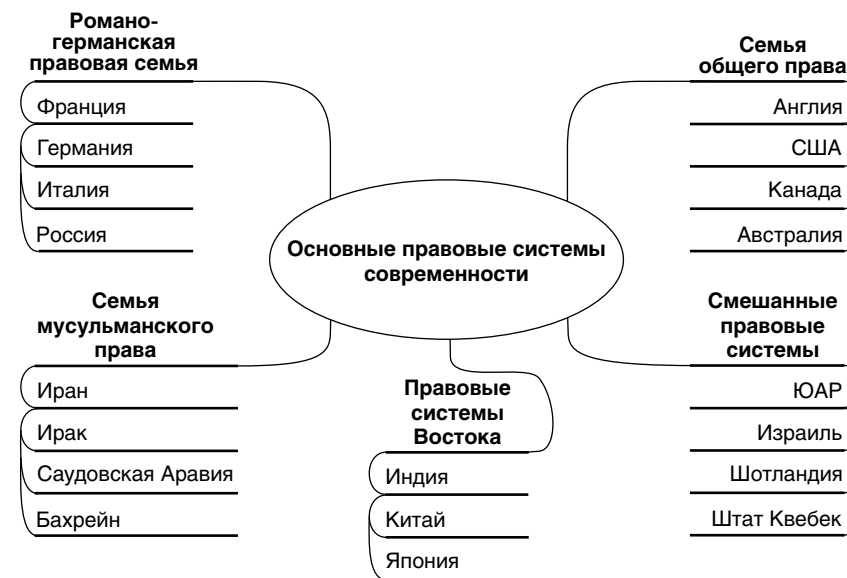 Романо-
германская
правовая семья
Франция
Германия
Италия
Россия
Семья
общего права
Англия
США
Канада
Австралия
Основные правовые системы
современности
Семья
мусульманского
права
Иран
Ирак
Саудовская Аравия
Бахрейн
Правовые
системы
Востока
Индия
Китай
Япония
Смешанные
правовые
системы
ЮАР
Израиль
Шотландия
Штат Квебек